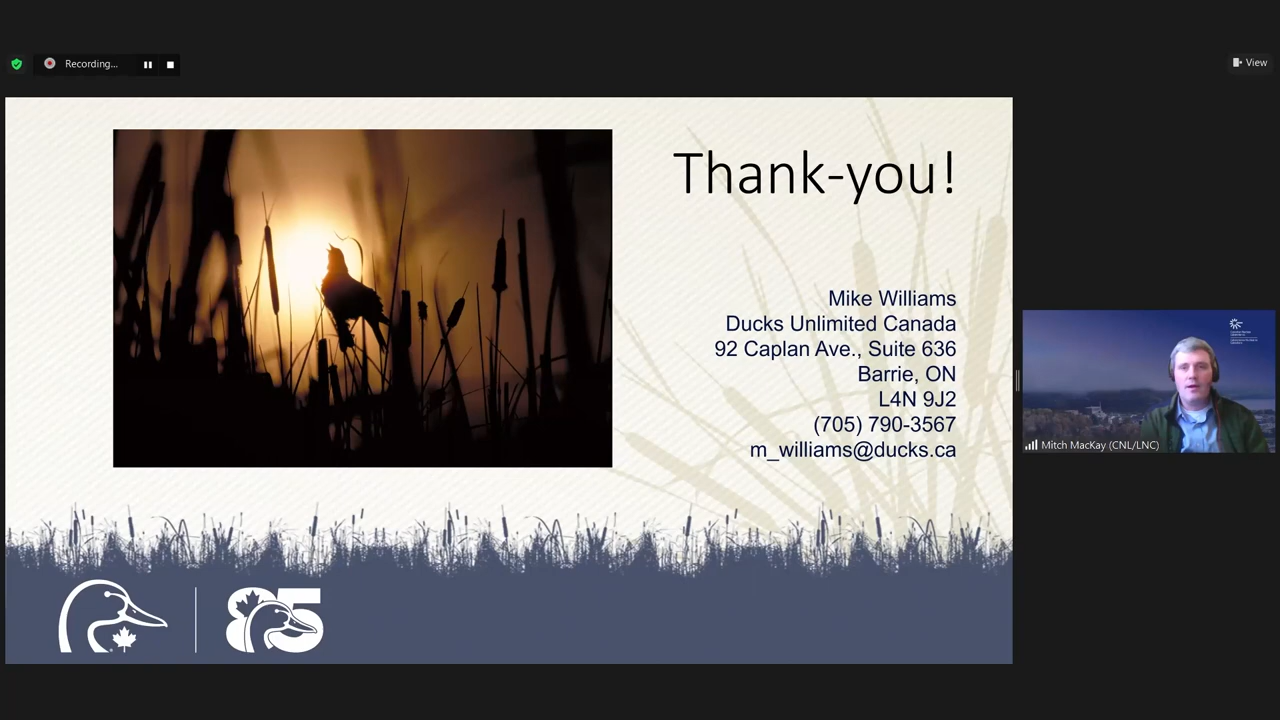 Recording...
View
Thank-you!
Mike Williams
Ducks Unlimited Canada
92 Caplan Ave., Suite 636
Barrie, ON
L4N 9J2
(705) 790-3567
m_williams@ducks.ca
Mitch MacKay (CNL/LNC)
85